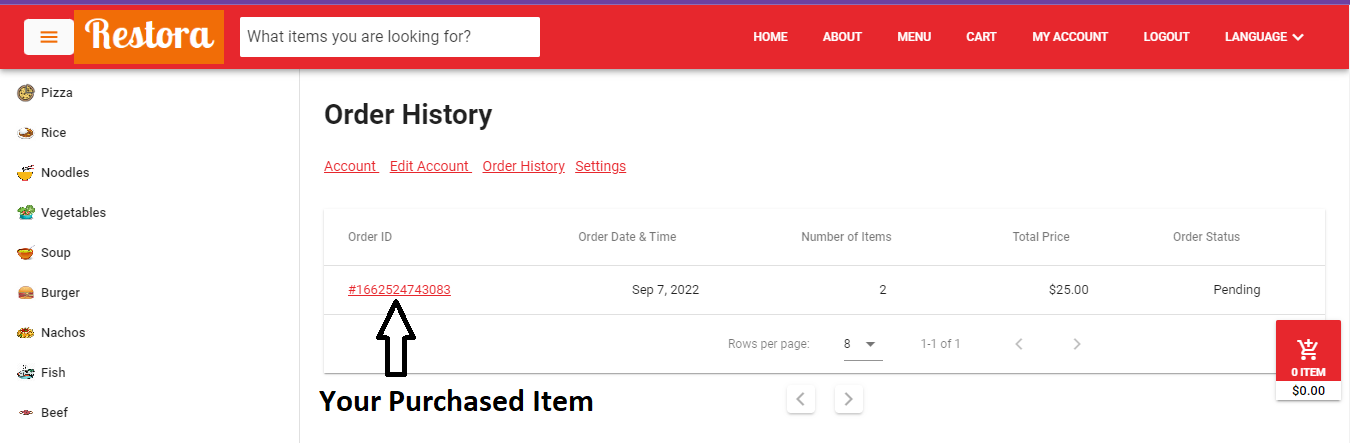 Restora
What items you are looking for?
HOME ABOUT MENU CART MY ACCOUNT LOGOUT LANGUAGE
Pizza
Rice
Noodles
Vegetables
Soup
Burger
Nachos
Fish
Beef
Order History
Account Edit Account Order History Settings
Order ID Order Date & Time Number of Items Total Price Order Status
#1662524743083 Sep 7, 2022 2 $25.00 Pending
Rows per page: 8 1-1 of 1
Your Purchased Item
0 ITEM
$0.00